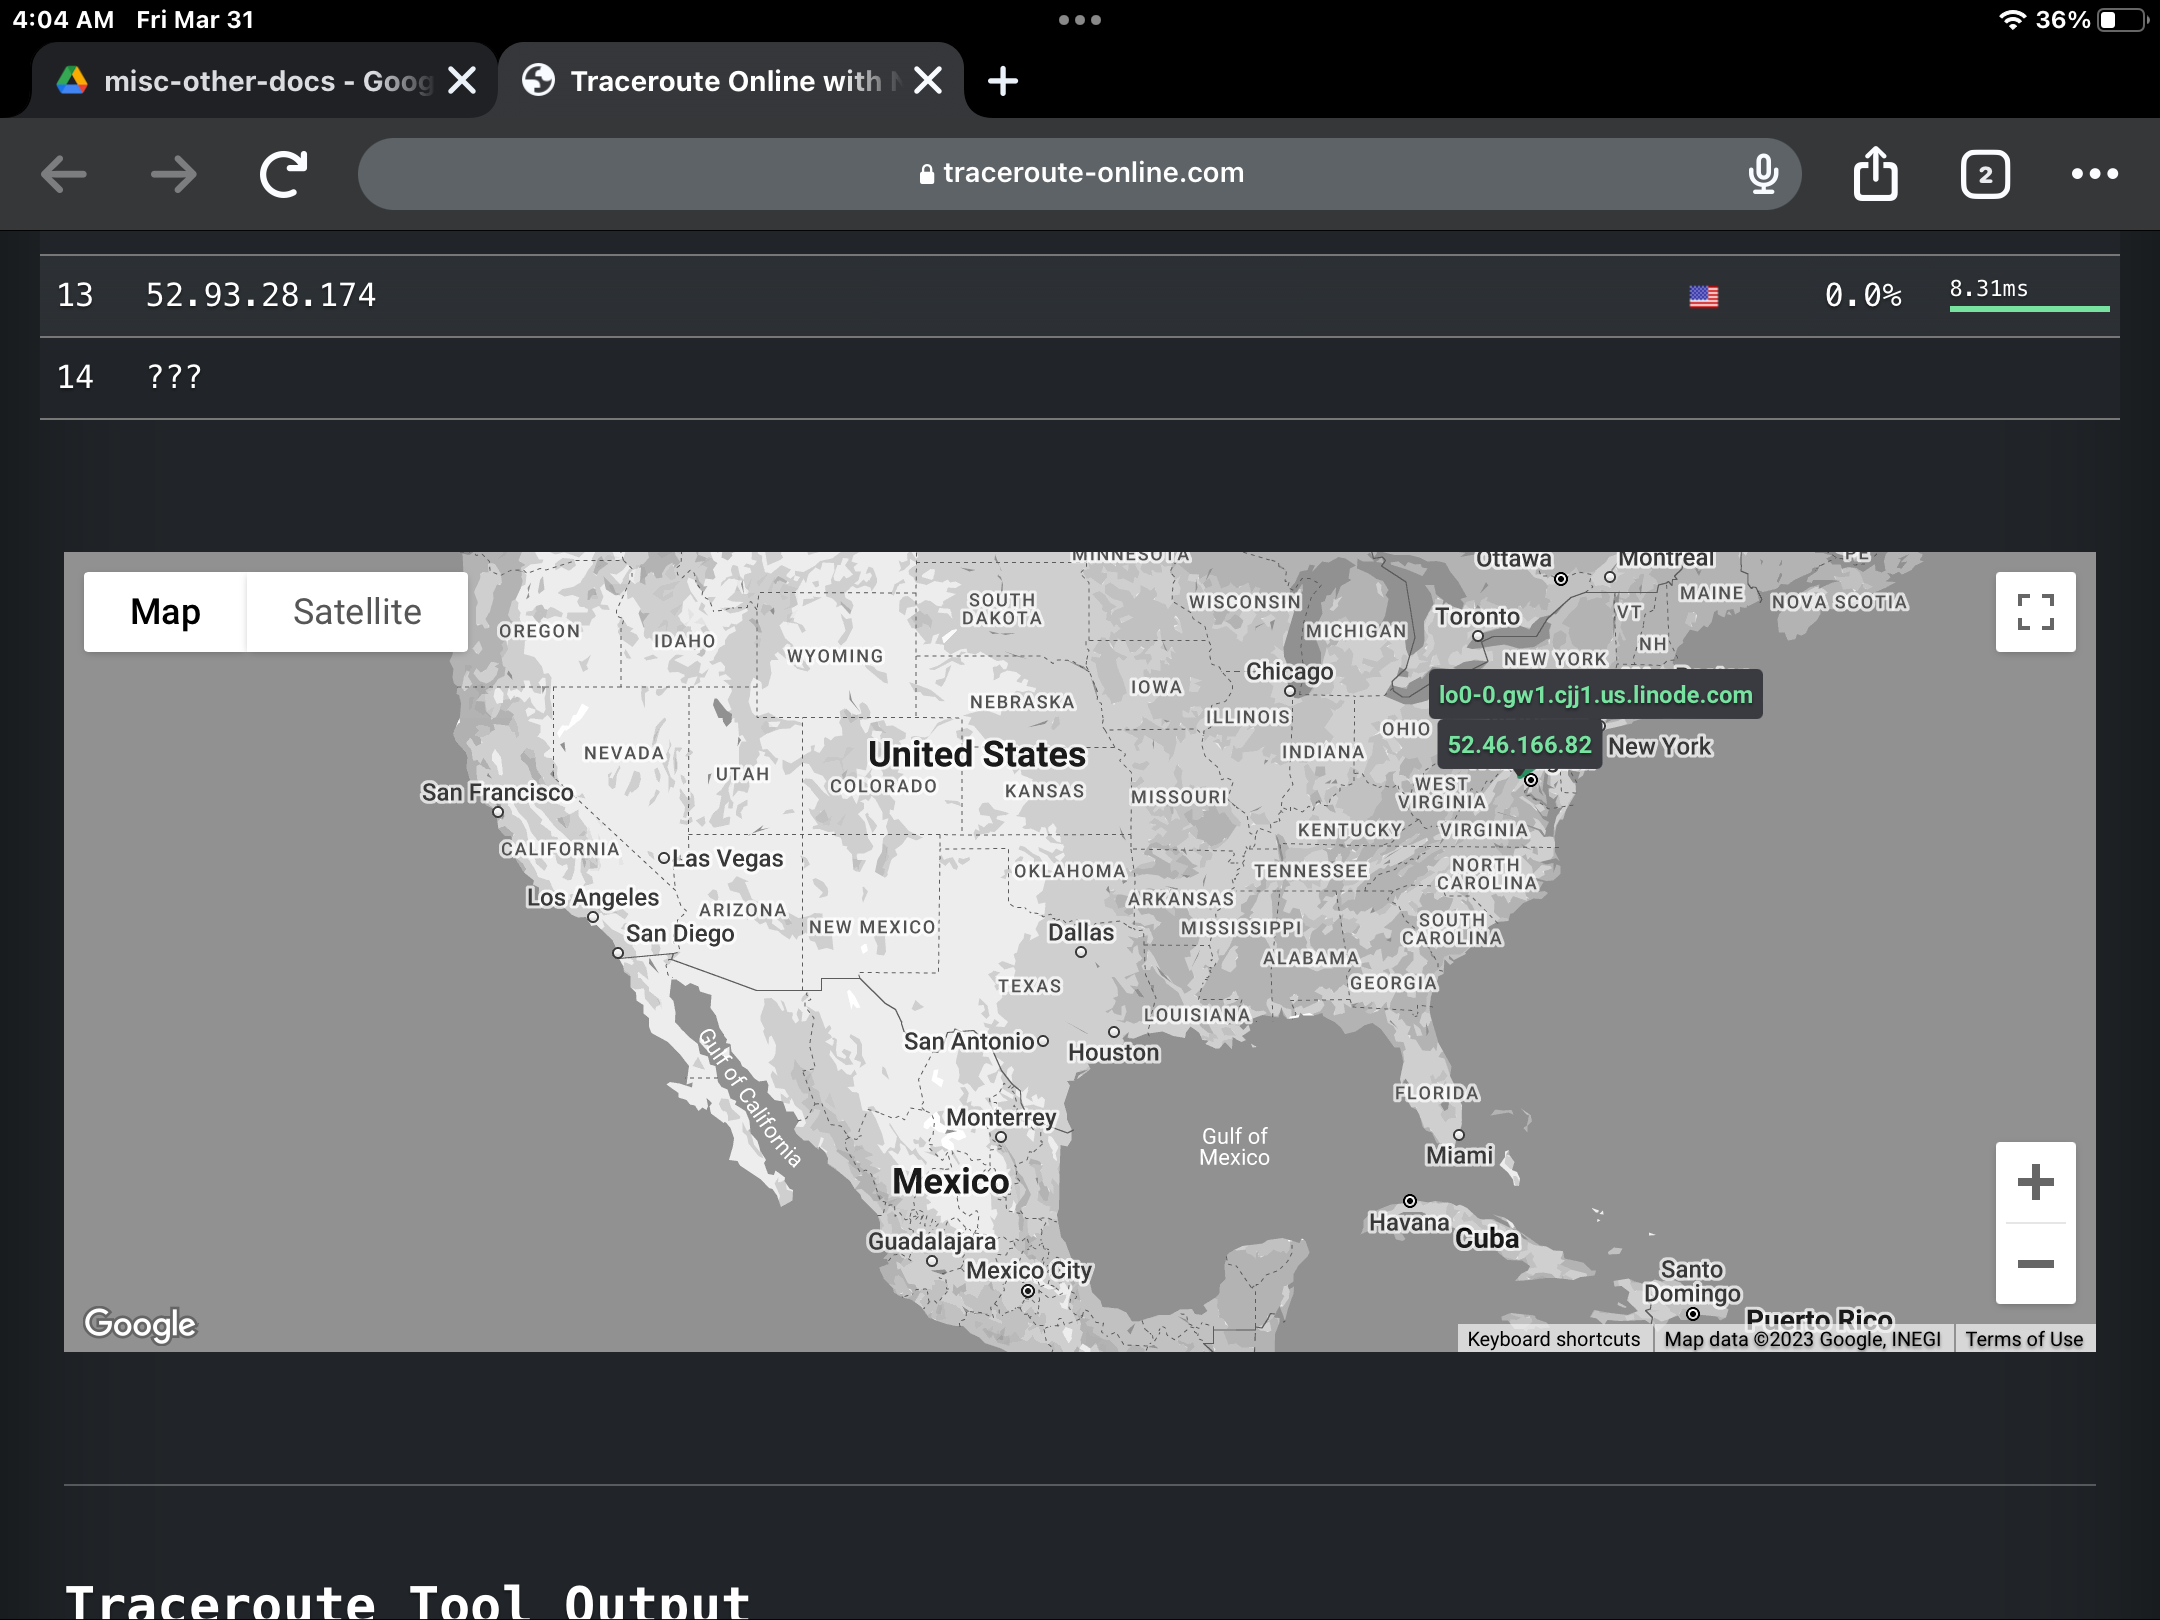 4:04 AM Fri Mar 31
36%
misc-other-docs - Goog
Traceroute Online with
traceroute-online.com
2
13 52.93.28.174 0.0% 8.31ms
14 ???
Map
Satellite
MINNESOTA
Ottawa
Montreal
PE
OREGON
IDAHO
WYOMING
SOUTH
DAKOTA
WISCONSIN
MICHIGAN
Toronto
VT
NH
MAINE
NOVA SCOTIA
NEW YORK
Chicago
IOWA
NEBRASKA
ILLINOIS
INDIANA
OHIO
lo0-0.gw1.cjj1.us.linode.com
52.46.166.82
New York
NEVADA
UTAH
United States
COLORADO
KANSAS
MISSOURI
WEST
VIRGINIA
San Francisco
CALIFORNIA
Las Vegas
KENTUCKY
VIRGINIA
OKLAHOMA
TENNESSEE
NORTH
CAROLINA
Los Angeles
ARIZONA
NEW MEXICO
ARKANSAS
San Diego
Dallas
MISSISSIPPI
SOUTH
CAROLINA
ALABAMA
TEXAS
GEORGIA
LOUISIANA
San Antonio
Houston
Gulf of California
FLORIDA
Monterrey
Gulf of
Mexico
Miami
Mexico
Havana
Cuba
Guadalajara
Mexico City
Santo
Domingo
Puerto Rico
Google
Keyboard shortcuts
Map data ©2023 Google, INEGI
Terms of Use
Traceroute Tool Output